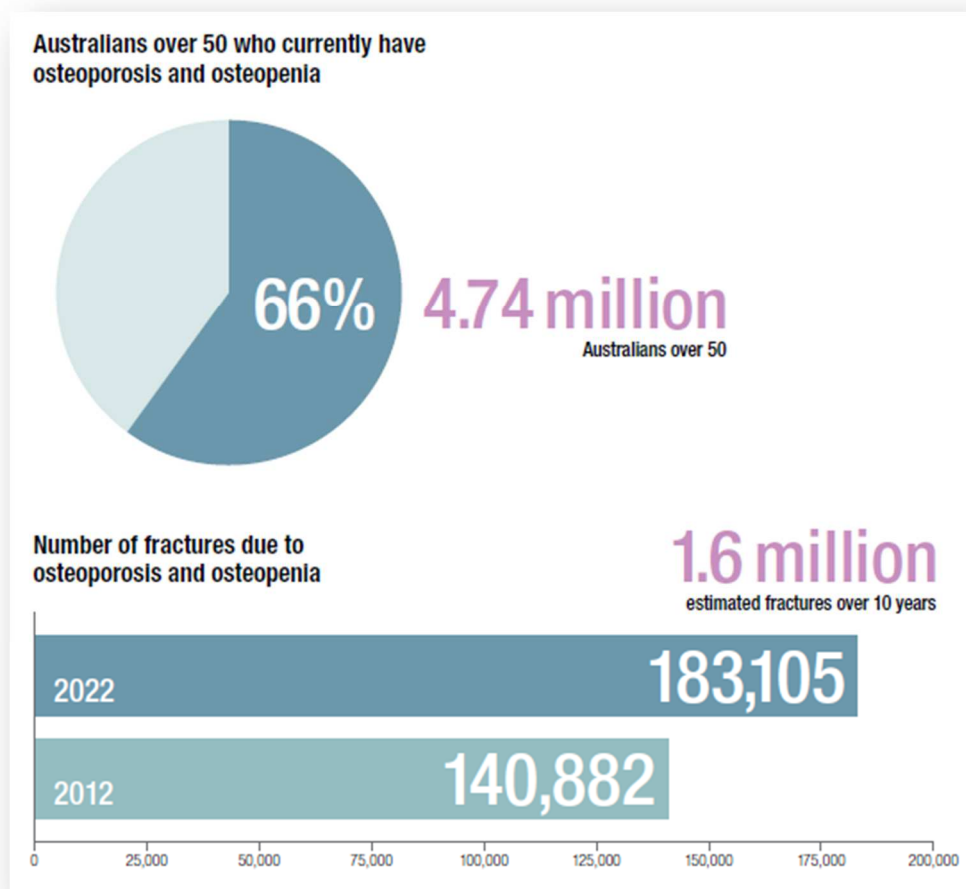 Australians over 50 who currently have
osteoporosis and osteopenia
66%
4.74 million
Australians over 50
Number of fractures due to
osteoporosis and osteopenia
1.6 million
estimated fractures over 10 years
2022
183,105
2012
140,882
0 25,000 50,000 75,000 100,000 125,000 150,000 175,000 200,000